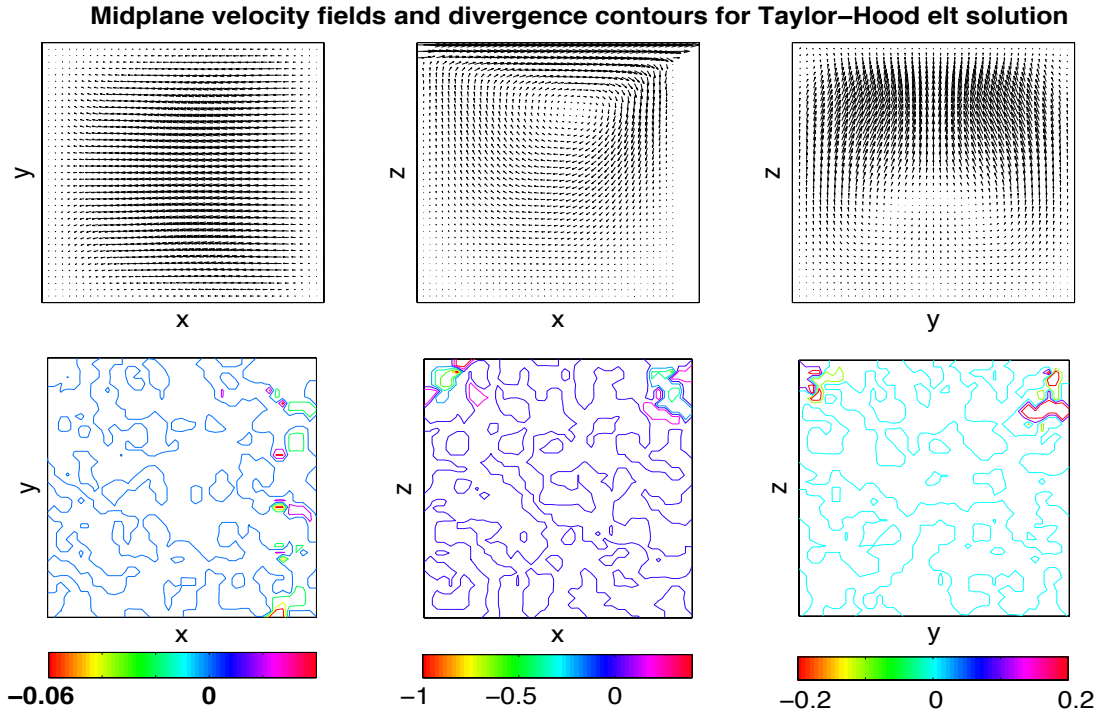 Midplane velocity fields and divergence contours for Taylor−Hood elt solution
y
z
z
x
x
y
y
z
z
x
x
y
−0.06 0
−1 −0.5 0
−0.2 0 0.2